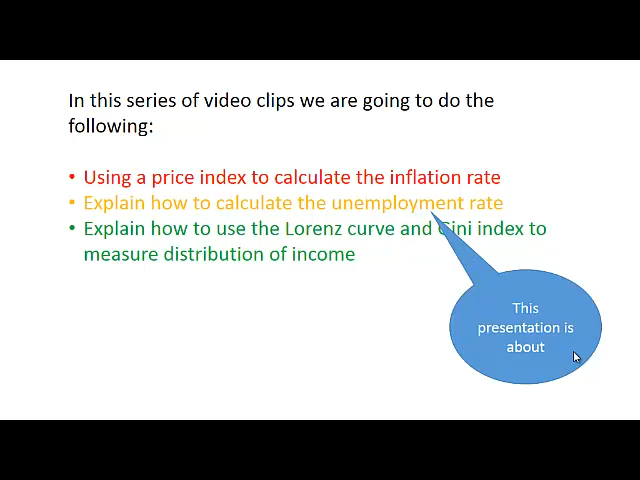 In this series of video clips we are going to do the
following:
• Using a price index to calculate the inflation rate
• Explain how to calculate the unemployment rate
• Explain how to use the Lorenz curve and Gini index to
measure distribution of income
This
presentation is
about